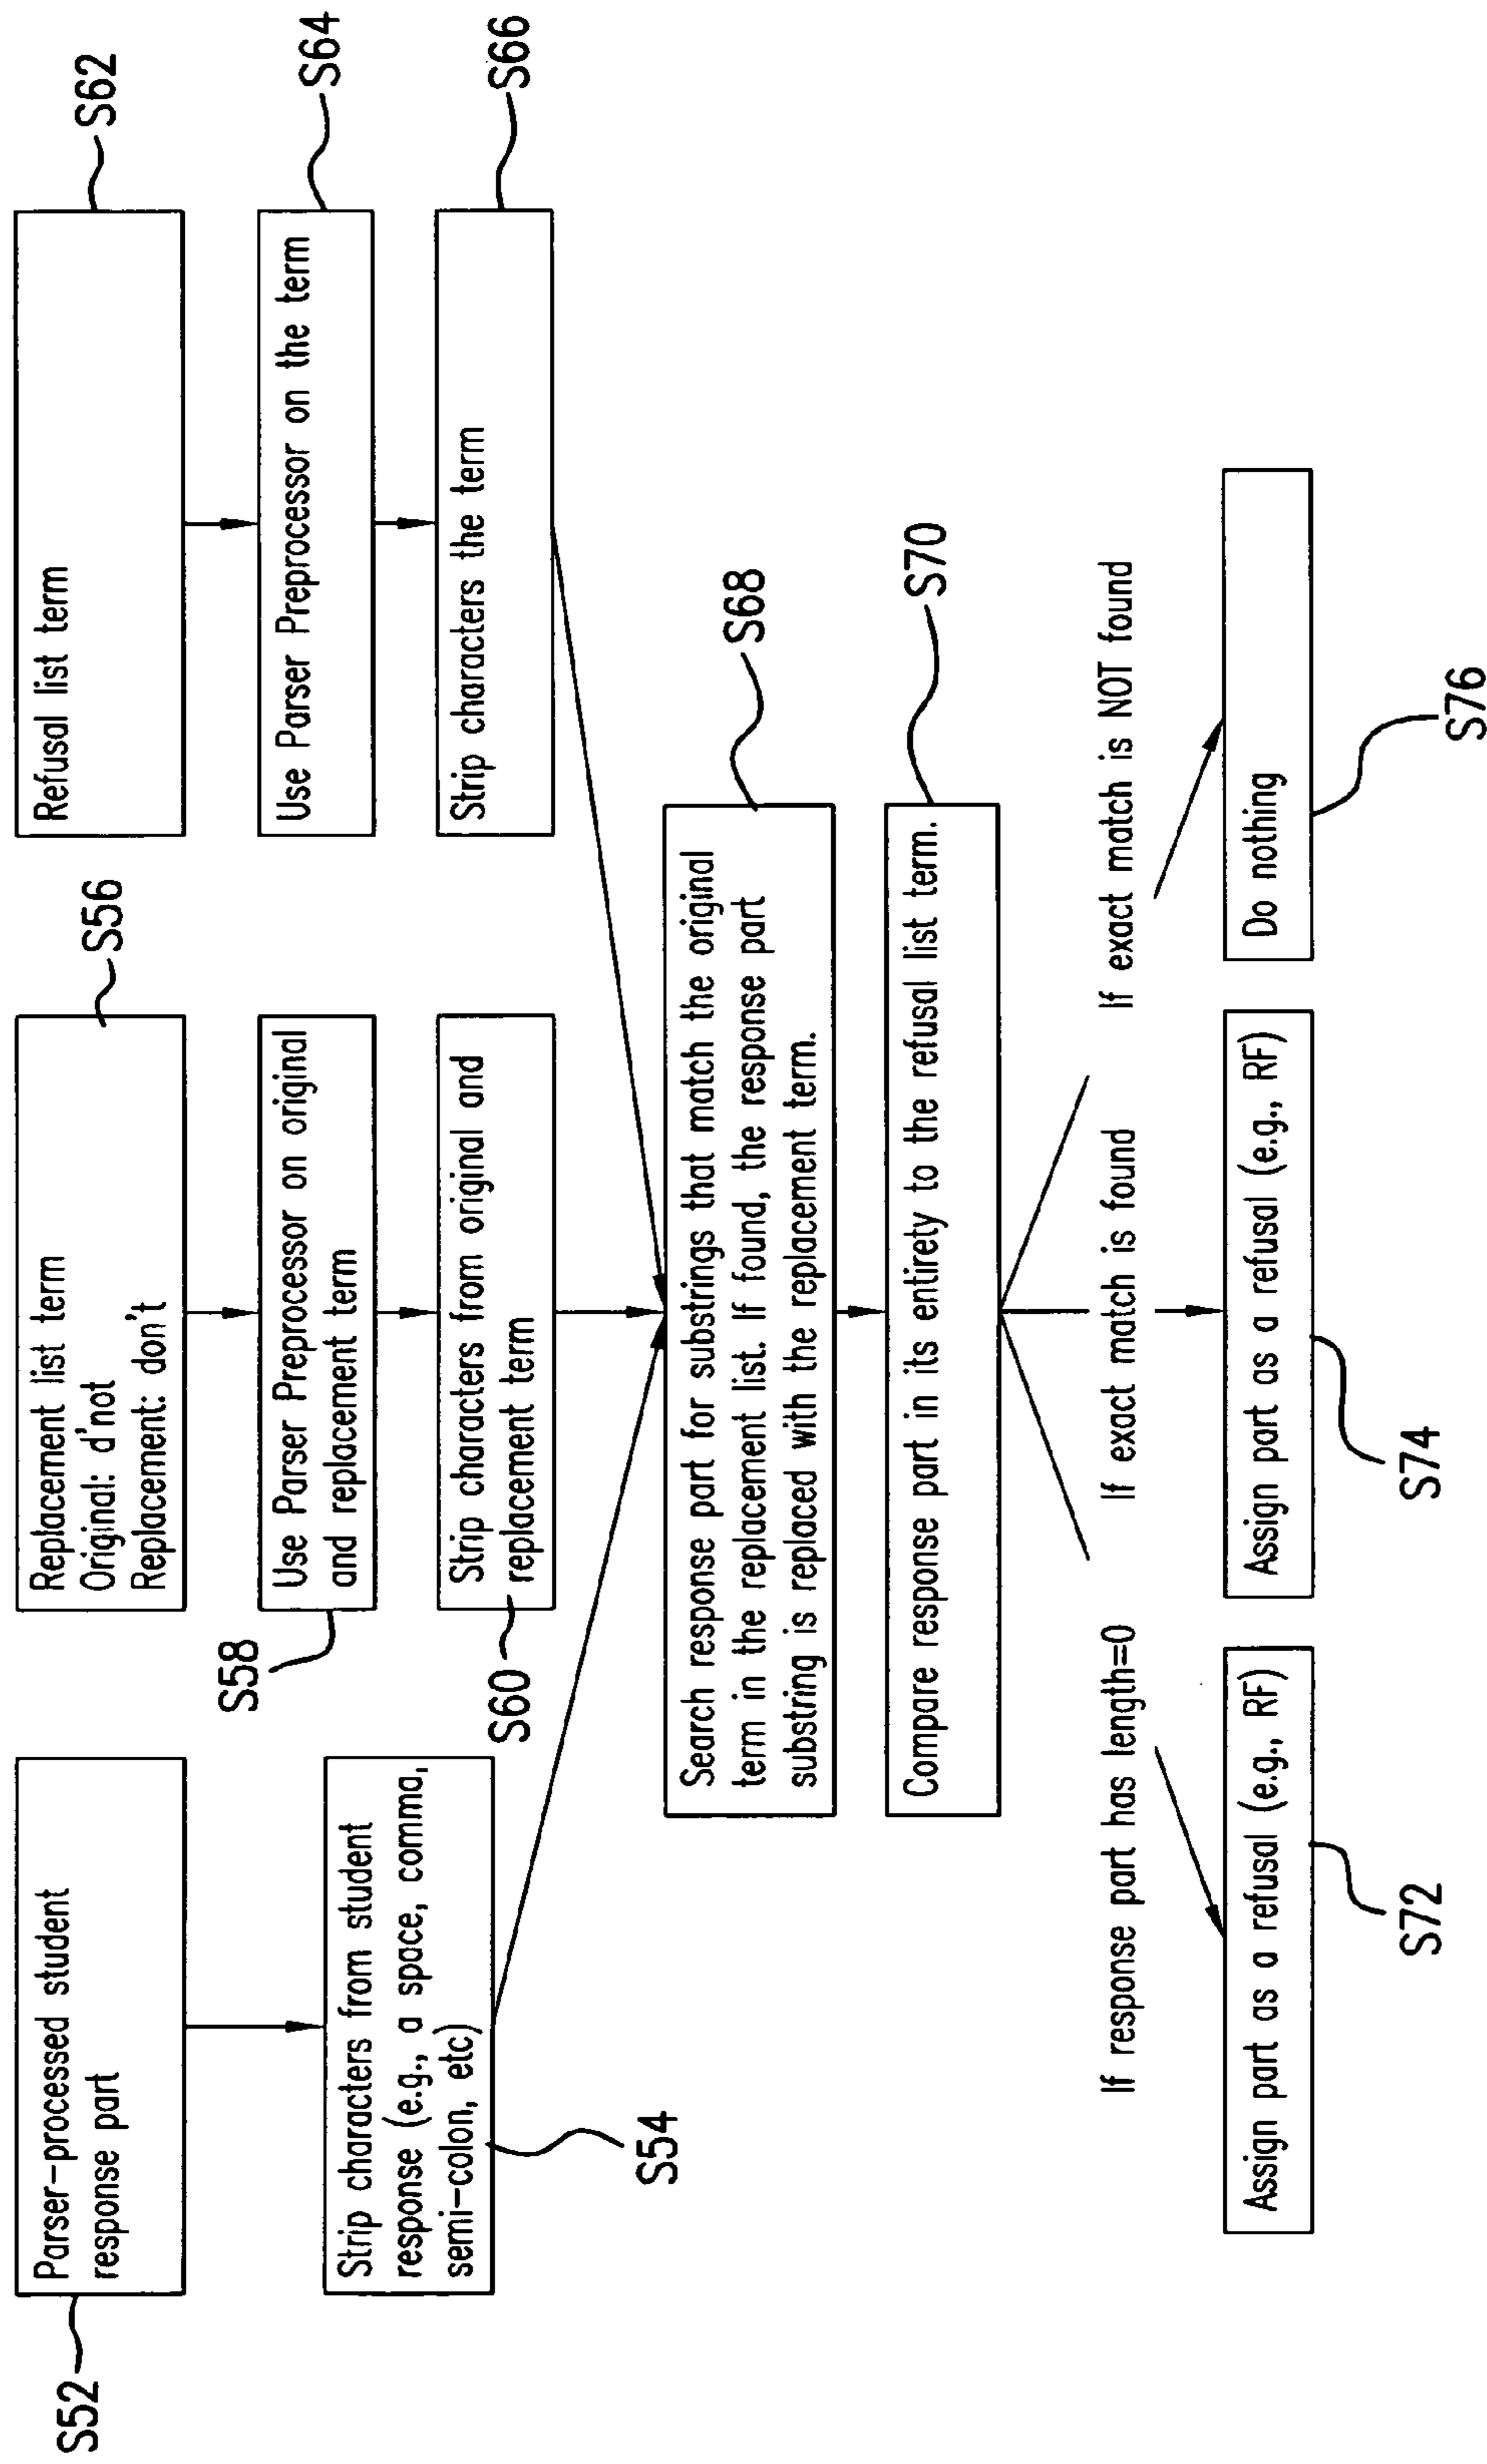 S52
Parser-processed student
response part
Strip characters from student
response (e.g., a space, comma,
semi-colon, etc)
S54
S56
Replacement list term
Original: d'not
Replacement: don't
S58
Use Parser Preprocessor on original
and replacement term
S60
Strip characters from original and
replacement term
S62
Refusal list term
S64
Use Parser Preprocessor on the term
S66
Strip characters the term
S68
Search response part for substrings that match the original
term in the replacement list. If found, the response part
substring is replaced with the replacement term.
S70
Compare response part in its entirety to the refusal list term.
If response part has length=0
If exact match is found
If exact match is NOT found
Assign part as a refusal (e.g., RF)
S72
Assign part as a refusal (e.g., RF)
S74
Do nothing
S76